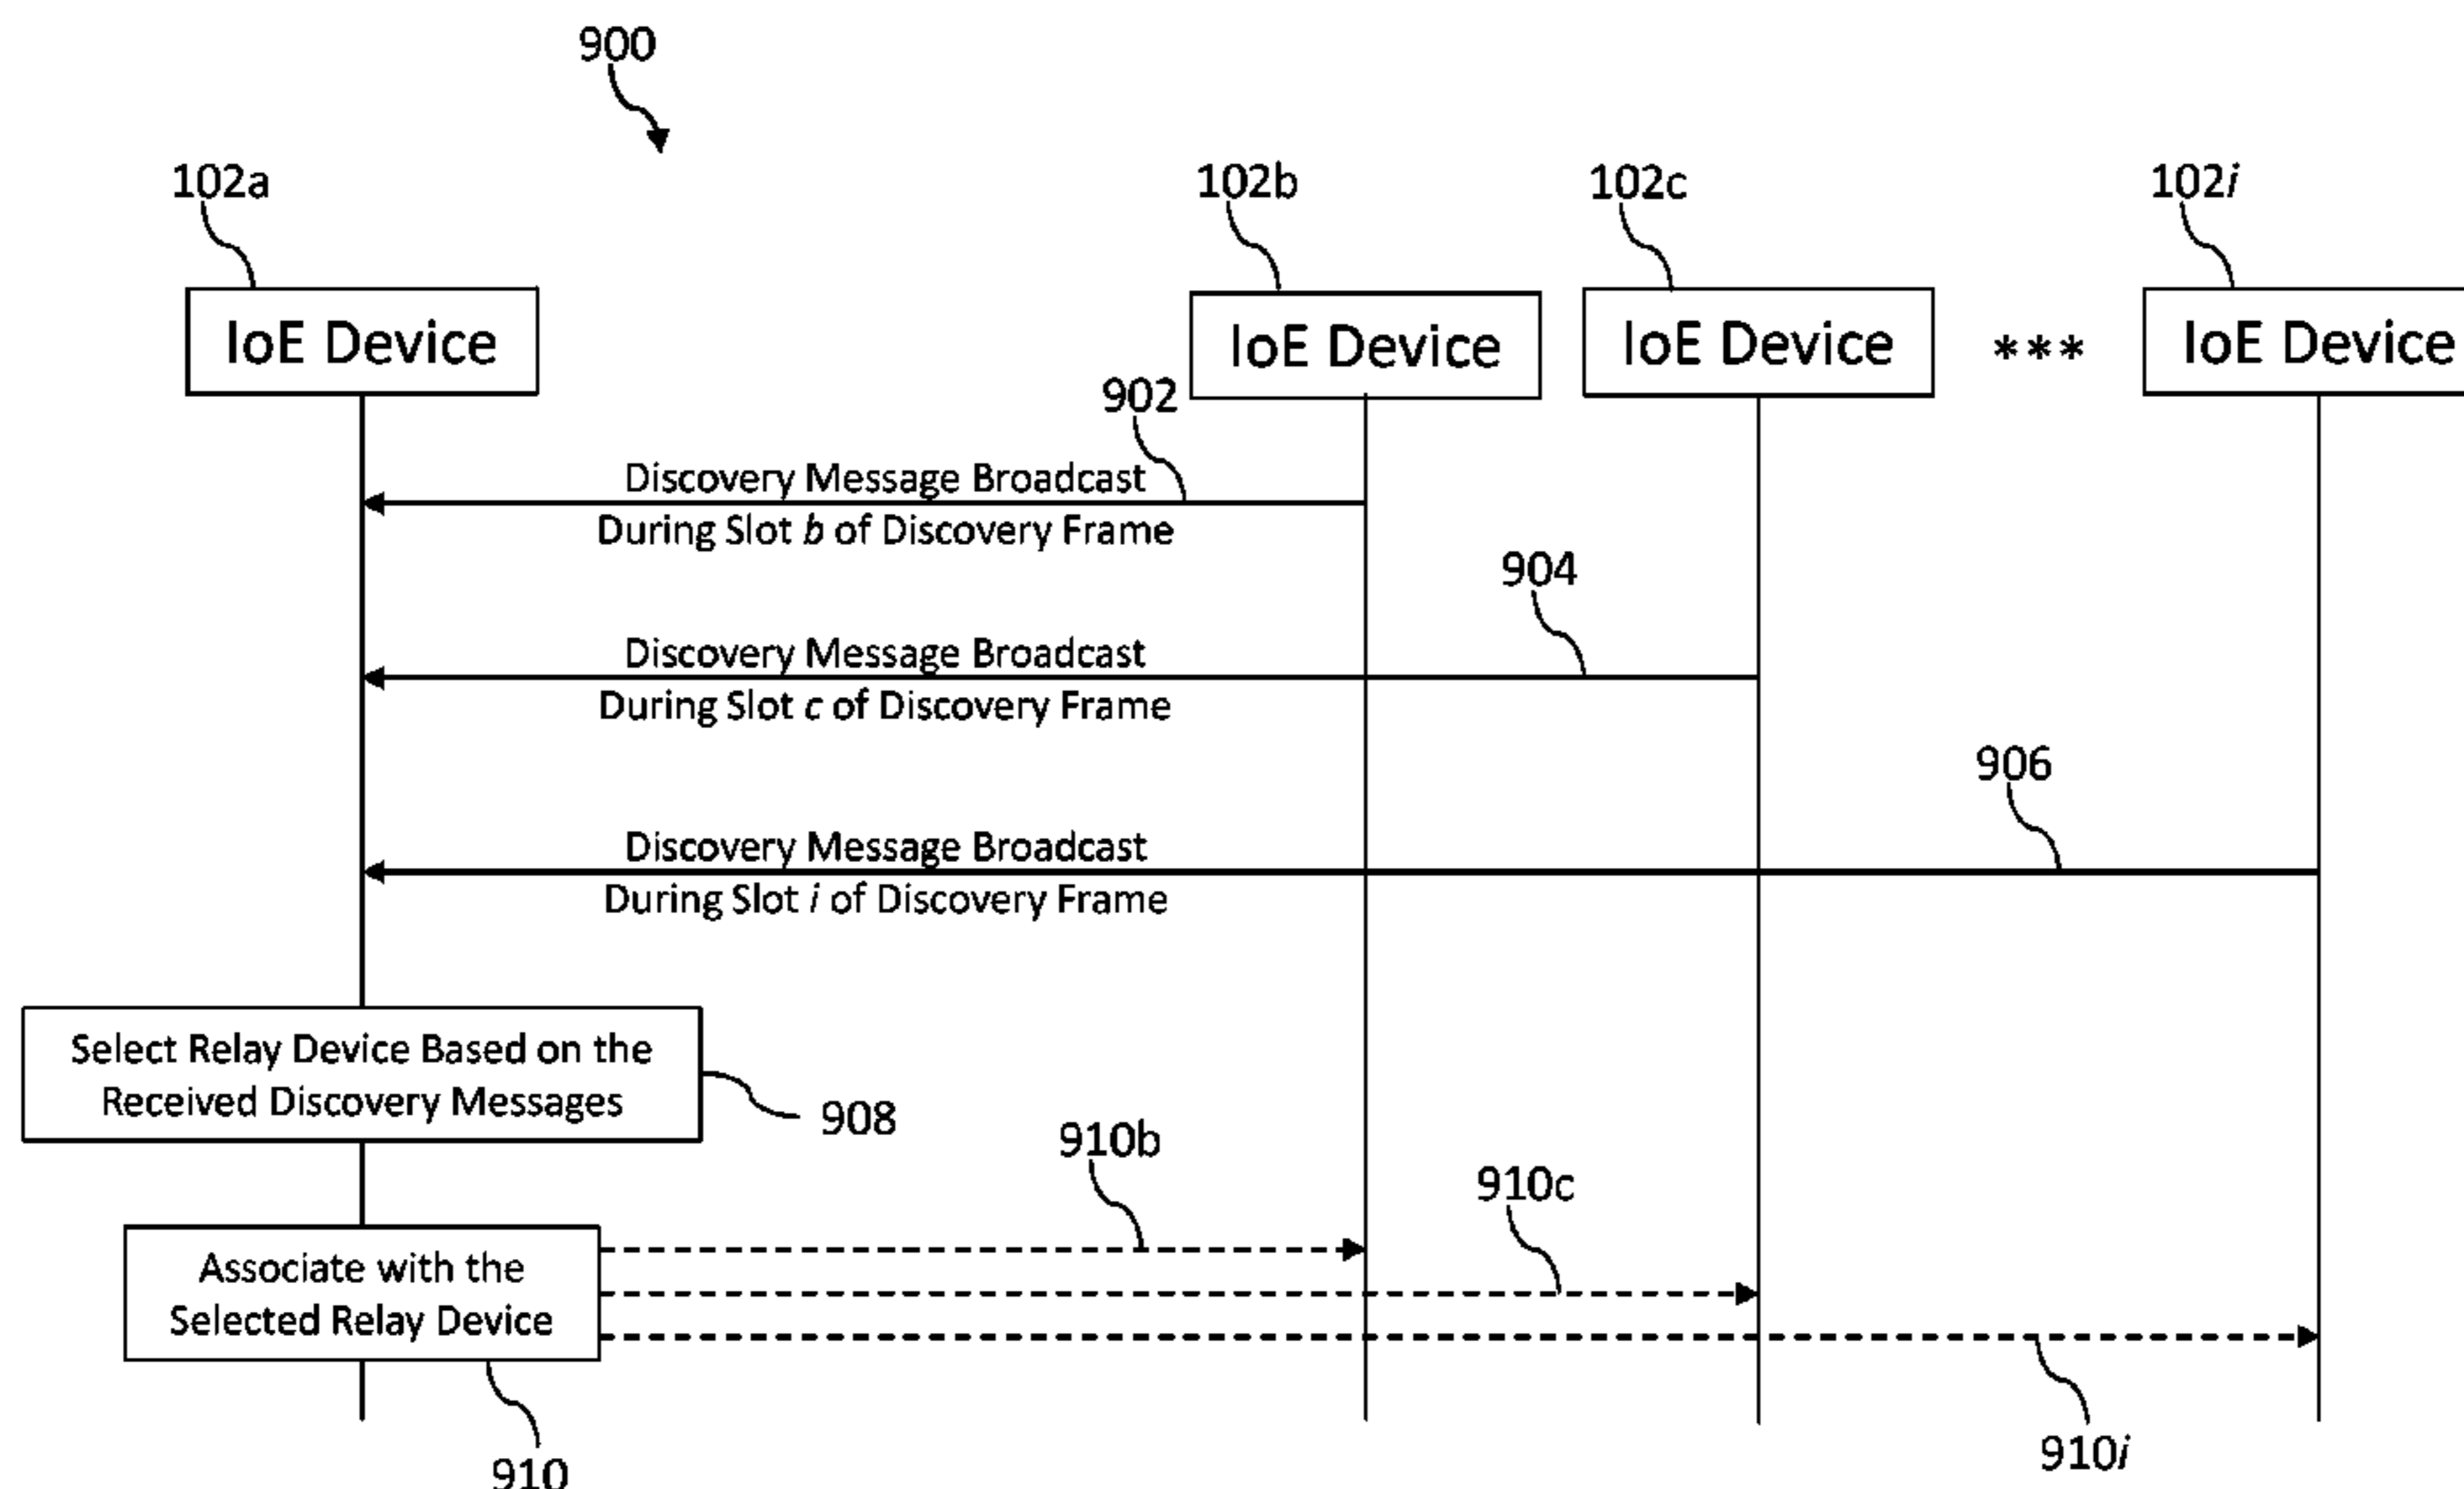 900
102a
102b
102c
102i
IoE Device
IoE Device
IoE Device
***
IoE Device
902
Discovery Message Broadcast
During Slot b of Discovery Frame
904
Discovery Message Broadcast
During Slot c of Discovery Frame
906
Discovery Message Broadcast
During Slot i of Discovery Frame
Select Relay Device Based on the
Received Discovery Messages
908
910b
910c
Associate with the
Selected Relay Device
910
910i